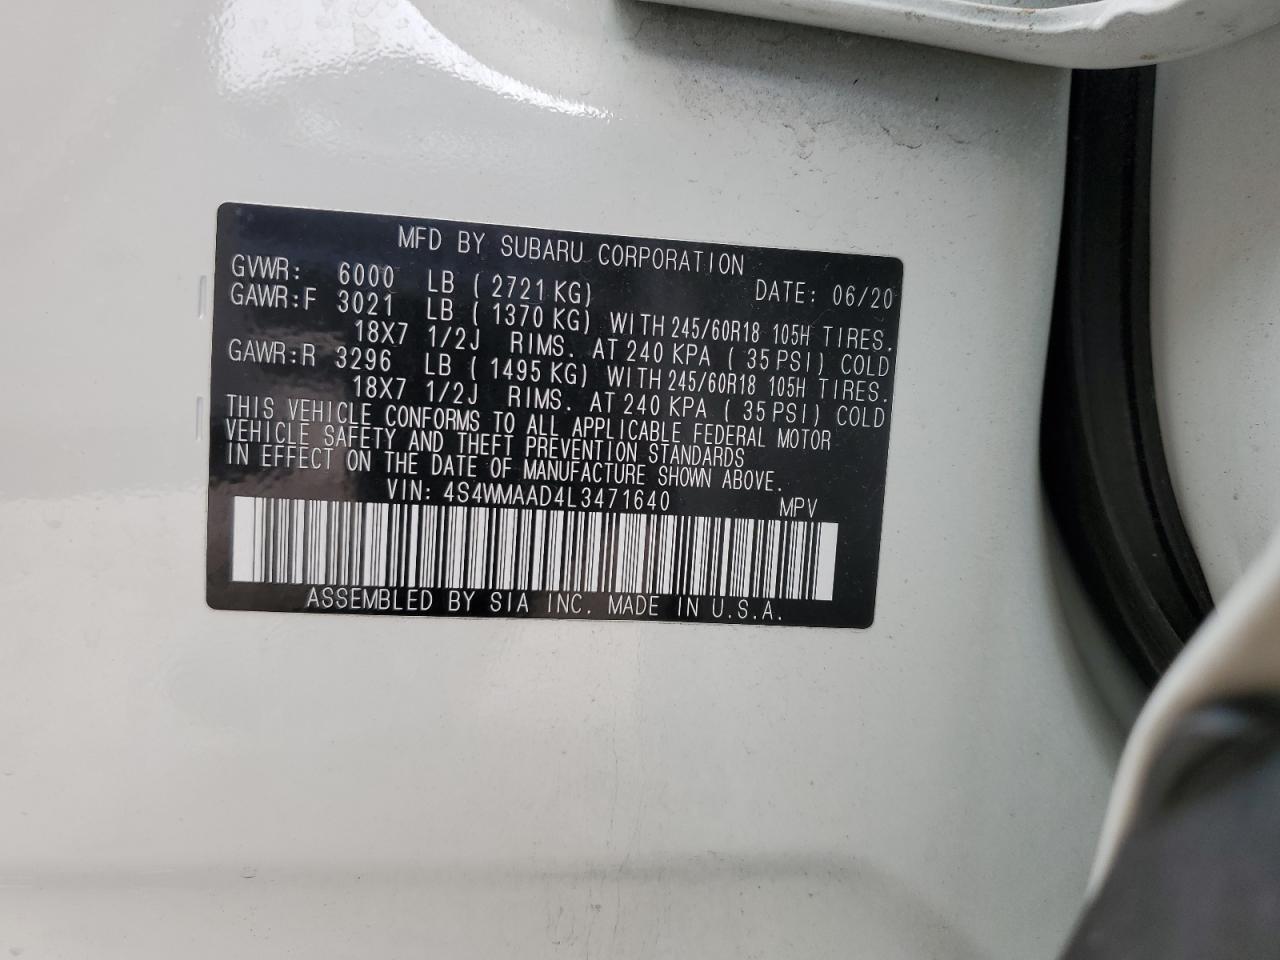 MFD BY SUBARU CORPORATION
GVWR: 6000 LB ( 2721 KG) DATE: 06/20
GAWR:F 3021 LB ( 1370 KG) WITH 245/60R18 105H TIRES.
18X7 1/2J RIMS. AT 240 KPA ( 35 PSI) COLD
GAWR:R 3296 LB ( 1495 KG) WITH 245/60R18 105H TIRES.
18X7 1/2J RIMS. AT 240 KPA ( 35 PSI) COLD
THIS VEHICLE CONFORMS TO ALL APPLICABLE FEDERAL MOTOR
VEHICLE SAFETY AND THEFT PREVENTION STANDARDS
IN EFFECT ON THE DATE OF MANUFACTURE SHOWN ABOVE.
VIN: 4S4WMAAD4L3471640 MPV
ASSEMBLED BY SIA INC. MADE IN U.S.A.